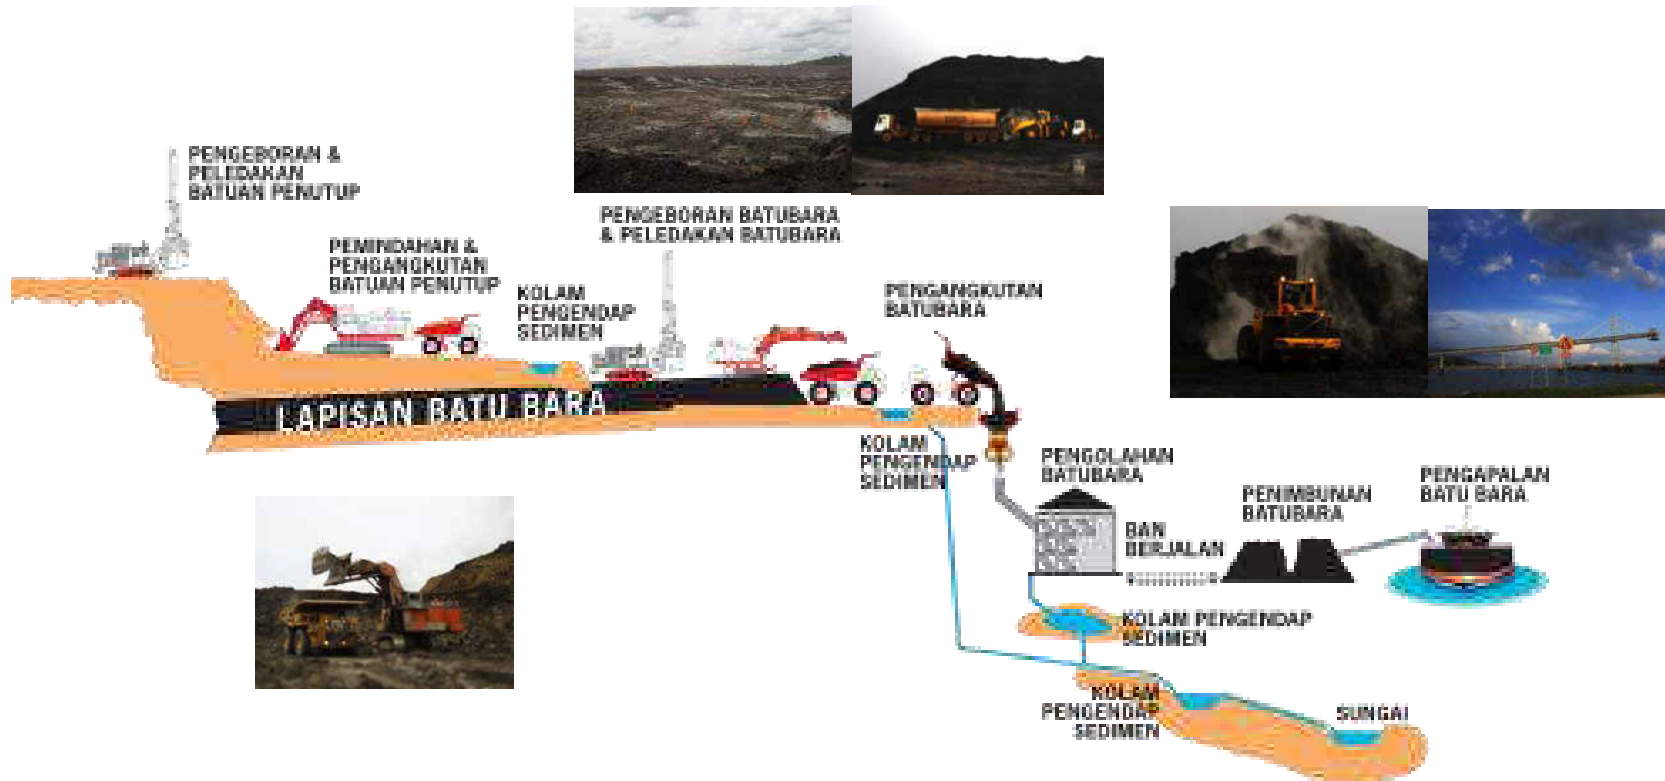 PENGEBORAN &
PELEDAKAN
BATUAN PENUTUP
PEMINDAHAN &
PENGANGKUTAN
BATUAN PENUTUP
KOLAM
PENGENDAP
SEDIMEN
PENGEBORAN BATUBARA
& PELEDAKAN BATUBARA
PENGANGKUTAN
BATUBARA
LAPISAN BATU BARA
KOLAM
PENGENDAP
SEDIMEN
PENGOLAHAN
BATUBARA
BAN
BERJALAN
PENIMBUNAN
BATUBARA
PENGAPALAN
BATU BARA
KOLAM PENGENDAP
SEDIMEN
KOLAM
PENGENDAP
SEDIMEN
SUNGAI